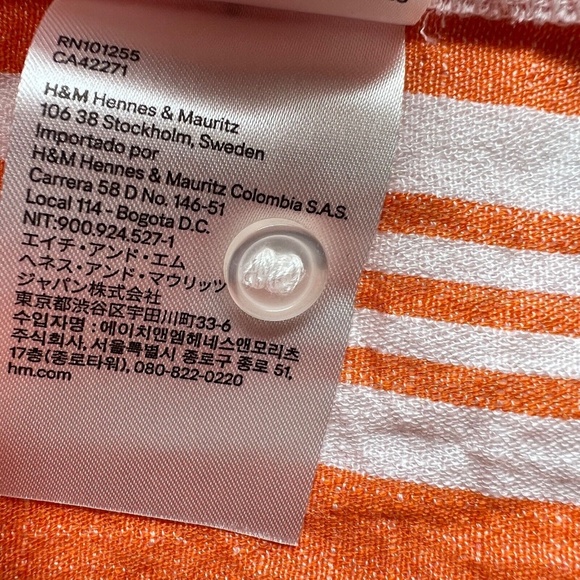 RN101255
CA42271
H&M Hennes & Mauritz
106 38 Stockholm, Sweden
Importado por
H&M Hennes & Mauritz Colombia S.A.S.
Carrera 58 D No. 146-51
Local 114 - Bogota D.C.
NIT:900.924.527-1
エイチ・アンド・エム
ヘネス・アンド・マウリッツ
ジャパン株式会社
東京都渋谷区宇田川町33-6
수입자명 : 에이치앤엠헤네스앤모리츠
주식회사, 서울특별시 종로구 종로 51,
17층(종로타워), 080-822-0220
hm.com